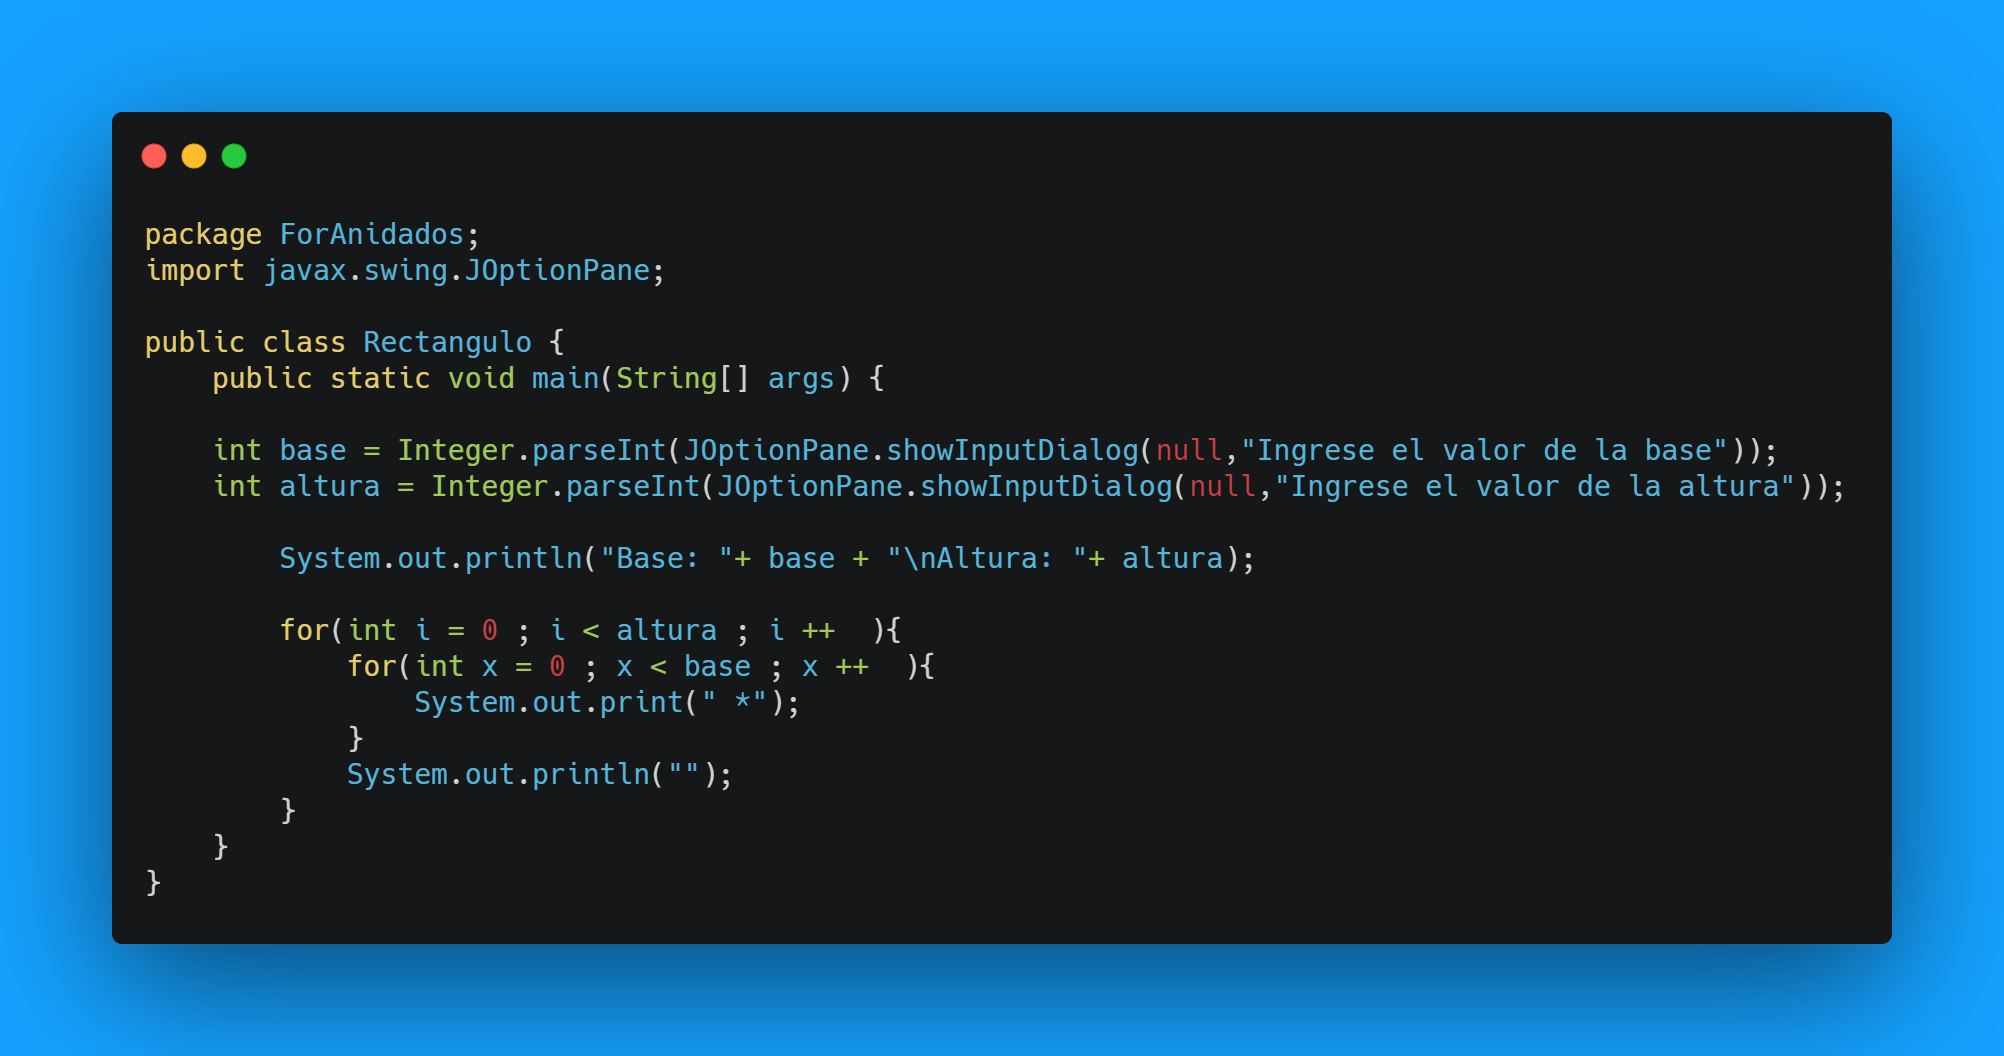 package ForAnidados;
import javax.swing.JOptionPane;

public class Rectangulo {
    public static void main(String[] args) {

    int base = Integer.parseInt(JOptionPane.showInputDialog(null,"Ingrese el valor de la base"));
    int altura = Integer.parseInt(JOptionPane.showInputDialog(null,"Ingrese el valor de la altura"));

        System.out.println("Base: "+ base + "\nAltura: "+ altura);

        for(int i = 0 ; i < altura ; i ++  ){
            for(int x = 0 ; x < base ; x ++  ){
                System.out.print(" *");
            }
            System.out.println("");
        }
    }
}